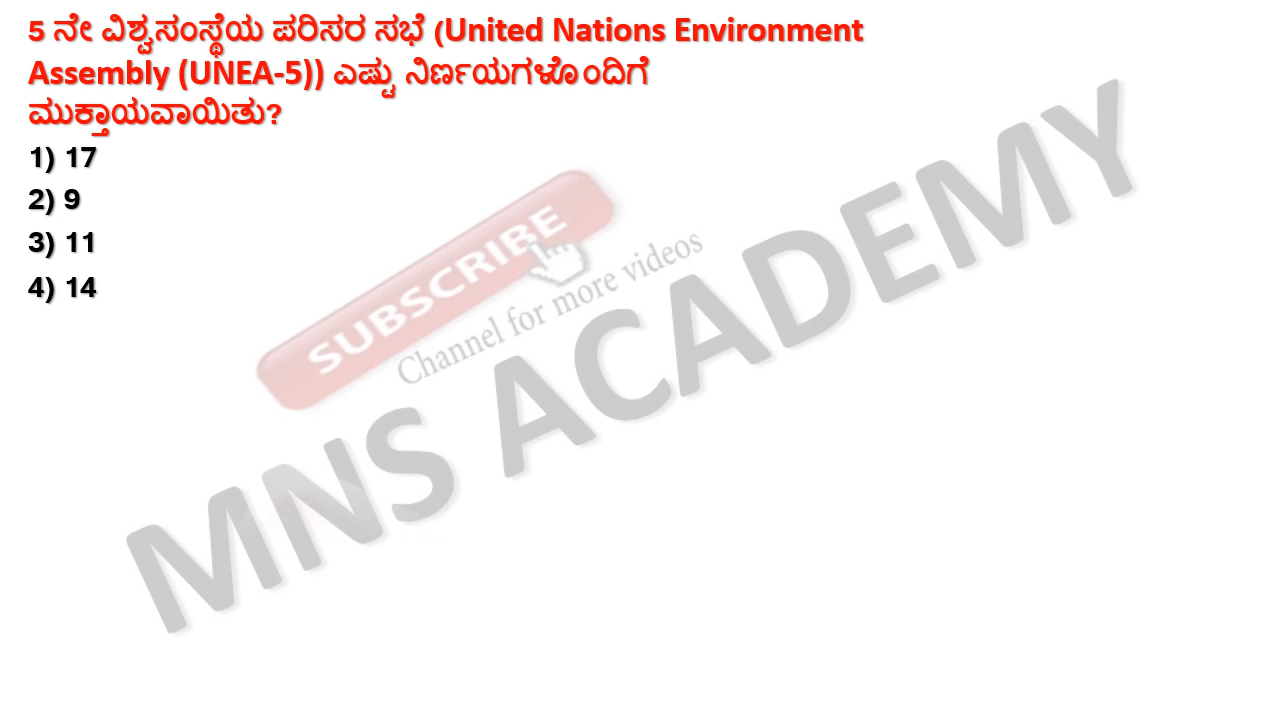 5 ನೇ ವಿಶ್ವಸಂಸ್ಥೆಯ ಪರಿಸರ ಸಭೆ (United Nations Environment
Assembly (UNEA-5)) ಎಷ್ಟು ನಿರ್ಣಯಗಳೊಂದಿಗೆ
ಮುಕ್ತಾಯವಾಯಿತು?
1) 17
2) 9
3) 11
4) 14
SUBSCRIBE
Channel for more videos
MNS ACADEMY